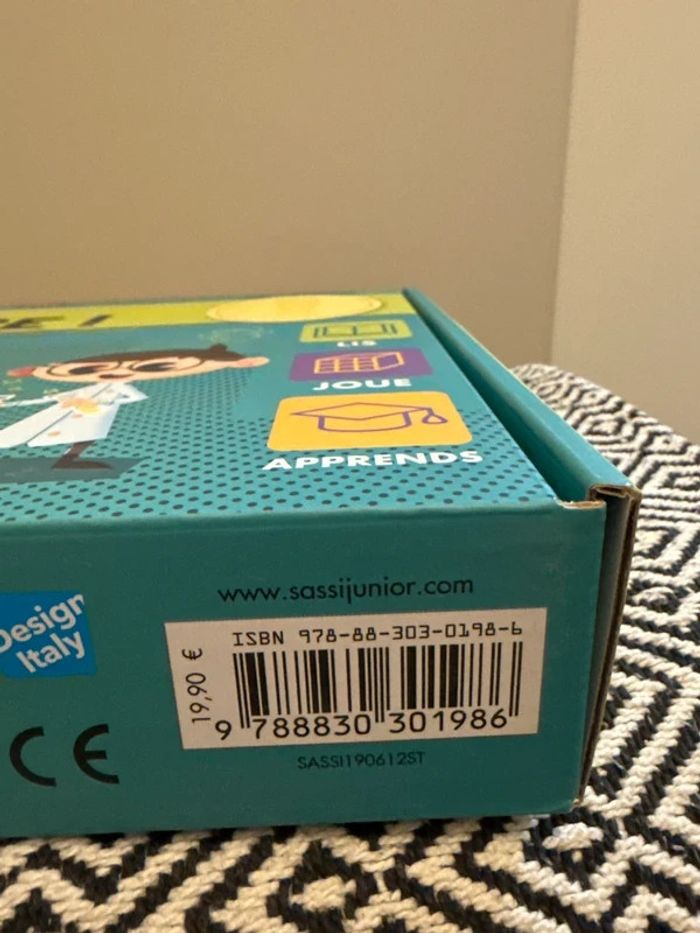 E !
LIS
JOUE
APPRENDS
www.sassijunior.com
Design
Italy
ISBN 978-88-303-0198-6
19,90 €
9 788830 301986
CE
SASSI190612ST